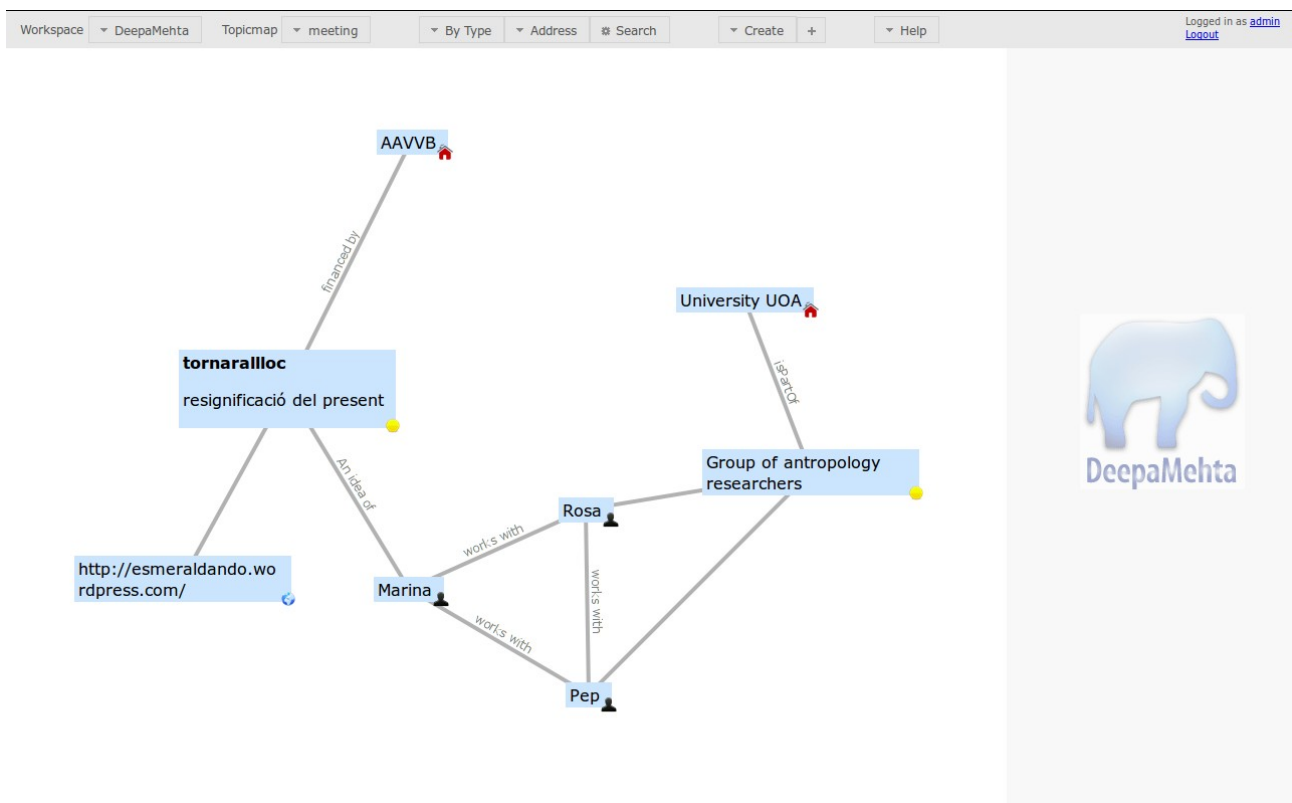 Workspace DeepaMehta Topicmap meeting By Type Address Search Create + Help
Logged in as admin
Logout
AAVVB
financed by
University UOA
isPartOf
tornarallloc
resignificació del present
An idea of
Group of antropology
researchers
Rosa
works with
works with
http://esmeraldando.wo
rdpress.com/
Marina
works with
Pep
DeepaMehta